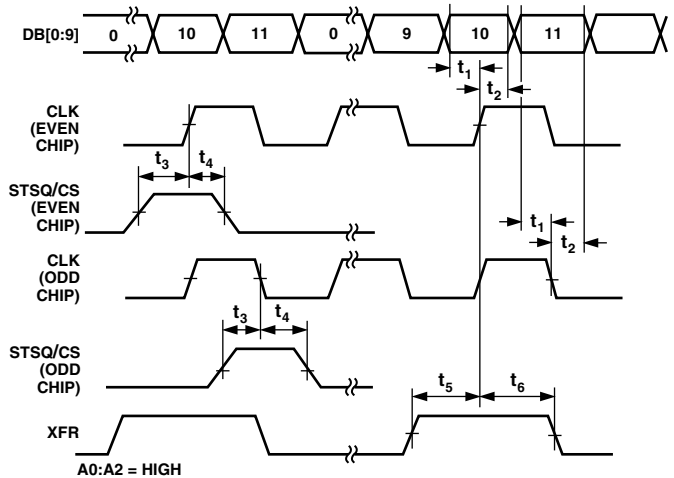 DB[0:9] 0 10 11 0 9 10 11
t1
t2
CLK
(EVEN
CHIP)
t3 t4
STSQ/CS
(EVEN
CHIP)
t1
t2
CLK
(ODD
CHIP)
t3 t4
STSQ/CS
(ODD
CHIP)
t5 t6
XFR
A0:A2 = HIGH